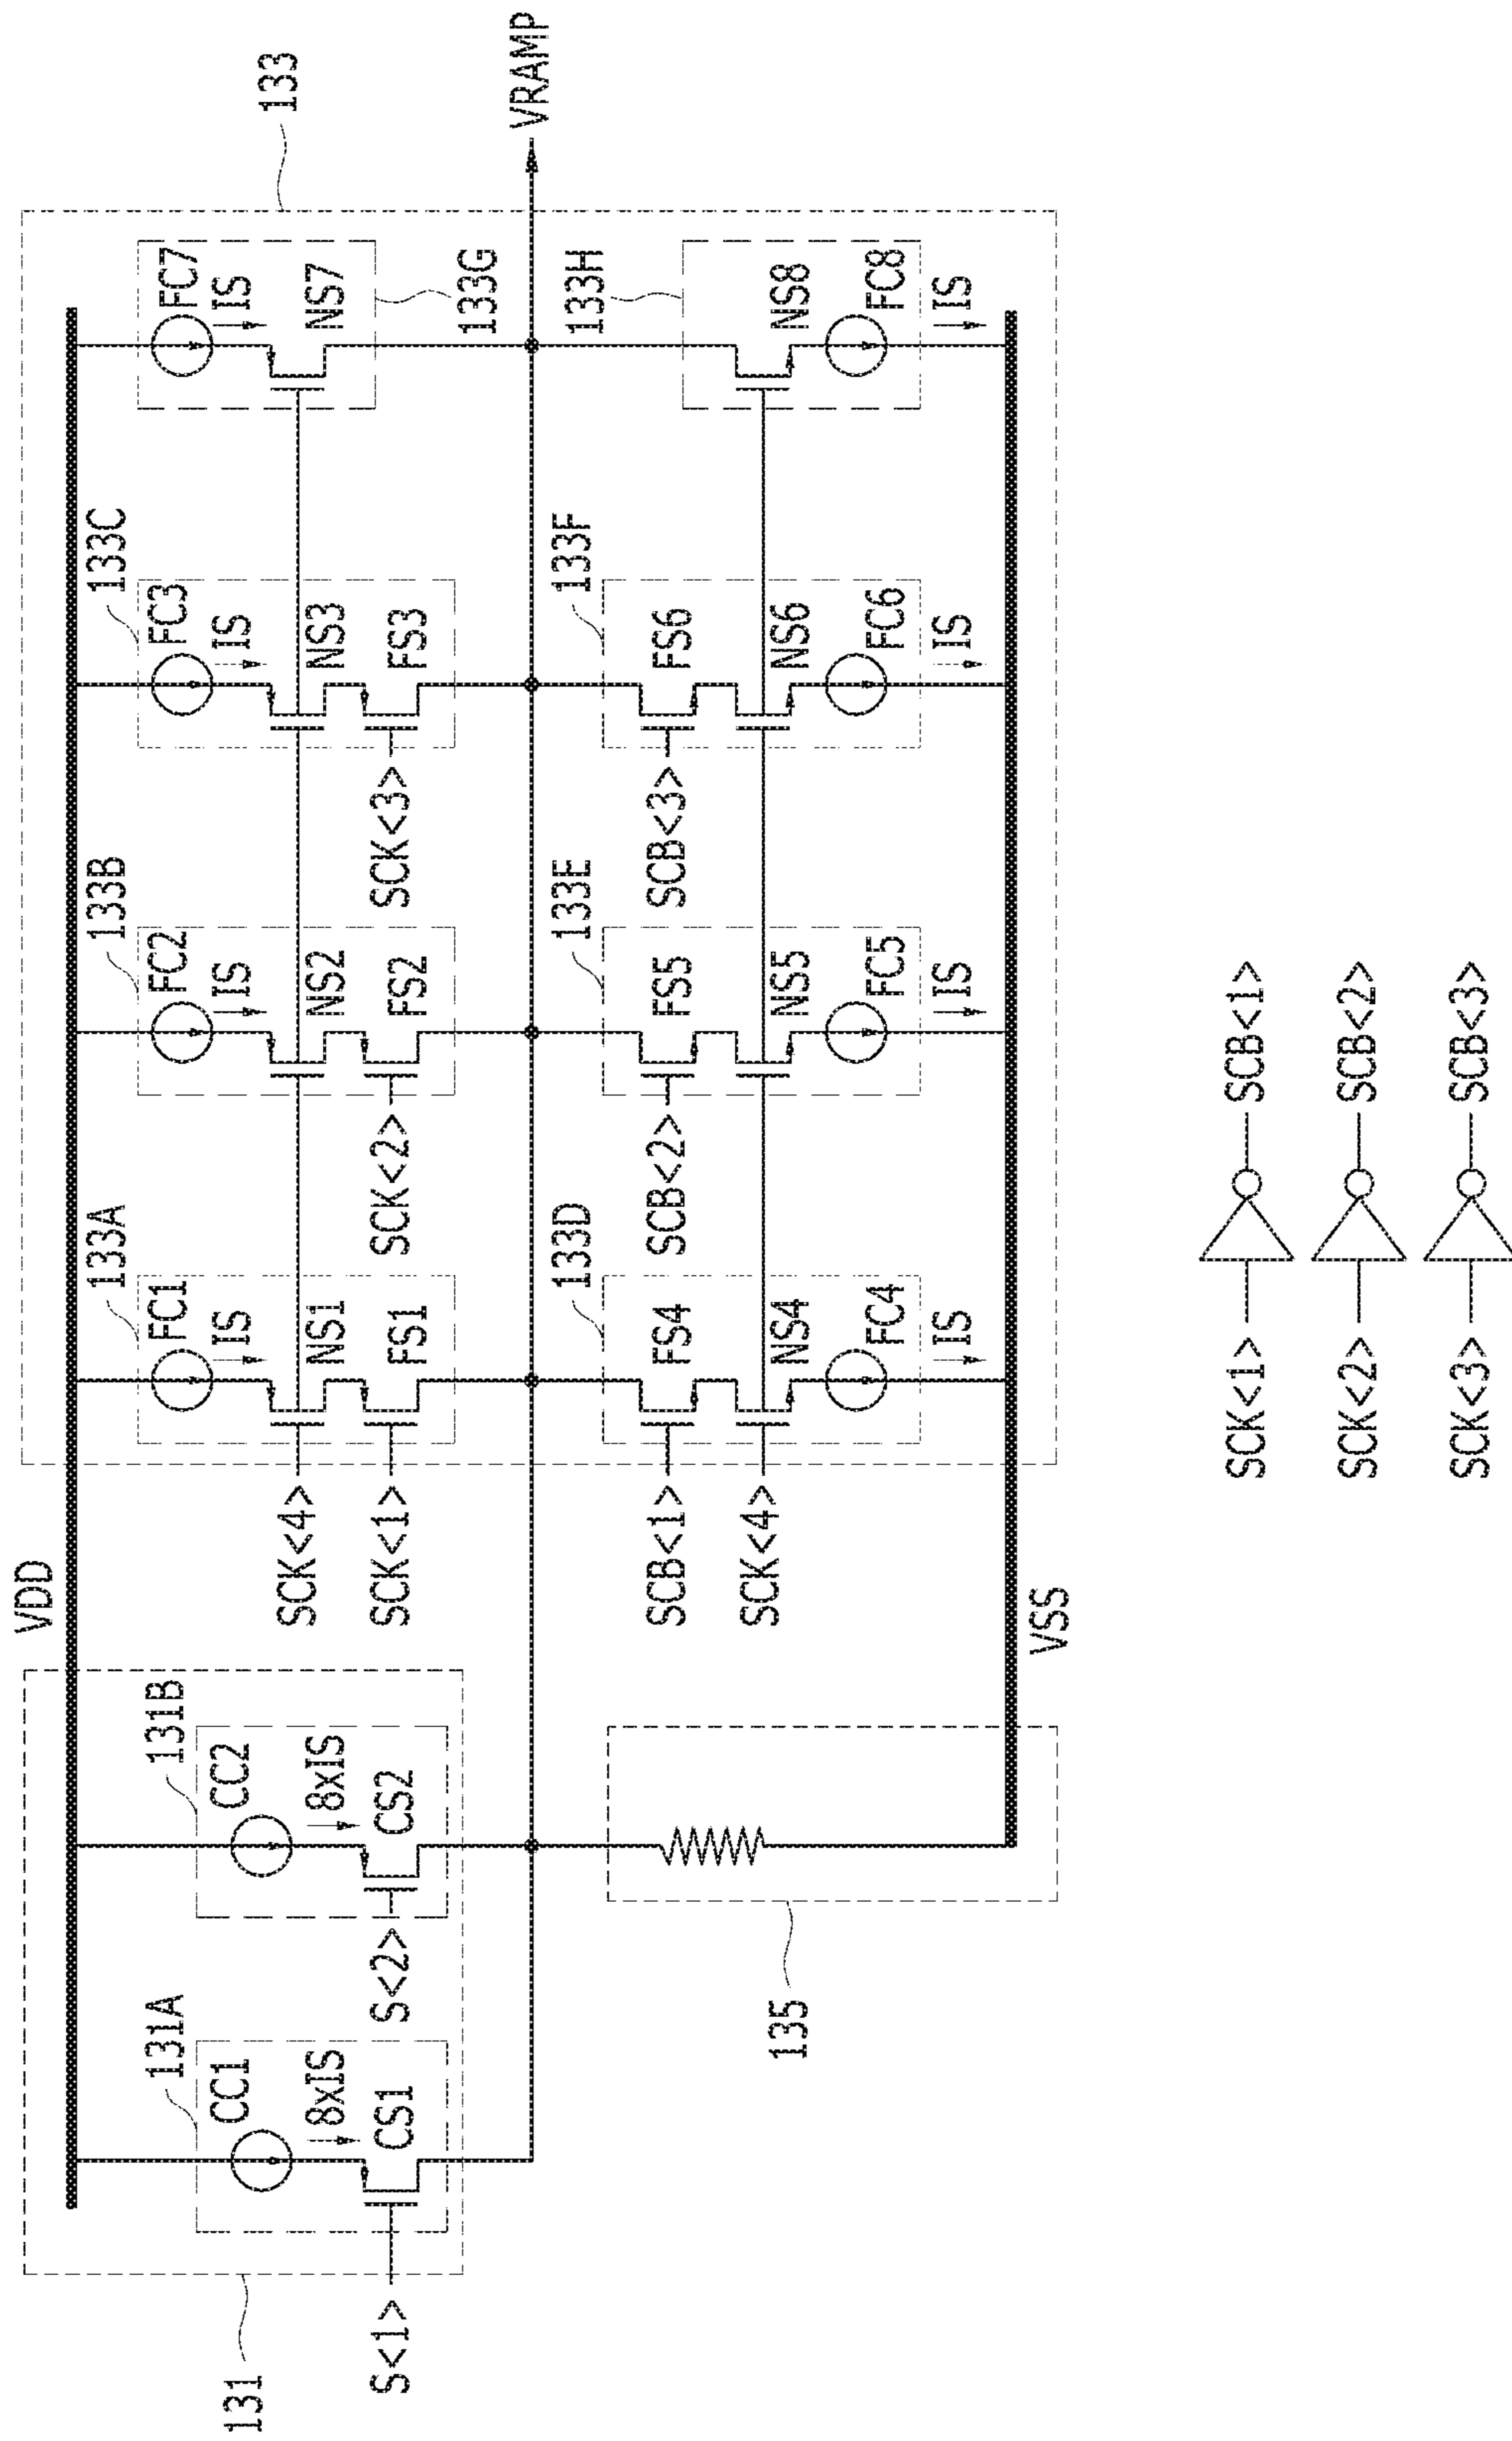 133
VRAMP
VDD
131
131A
CC1
8xIS
CS1
S<1>
131B
CC2
8xIS
CS2
S<2>
135
VSS
133A
FC1
IS
NS1
FS1
SCK<4>
SCK<1>
133B
FC2
IS
NS2
FS2
SCK<2>
133C
FC3
IS
NS3
FS3
SCK<3>
FC7
IS
NS7
133G
133D
FS4
NS4
FC4
IS
SCB<1>
SCK<4>
133E
FS5
NS5
FC5
IS
SCB<2>
133F
FS6
NS6
FC6
IS
SCB<3>
133H
NS8
FC8
IS
SCK<1> SCB<1>
SCK<2> SCB<2>
SCK<3> SCB<3>